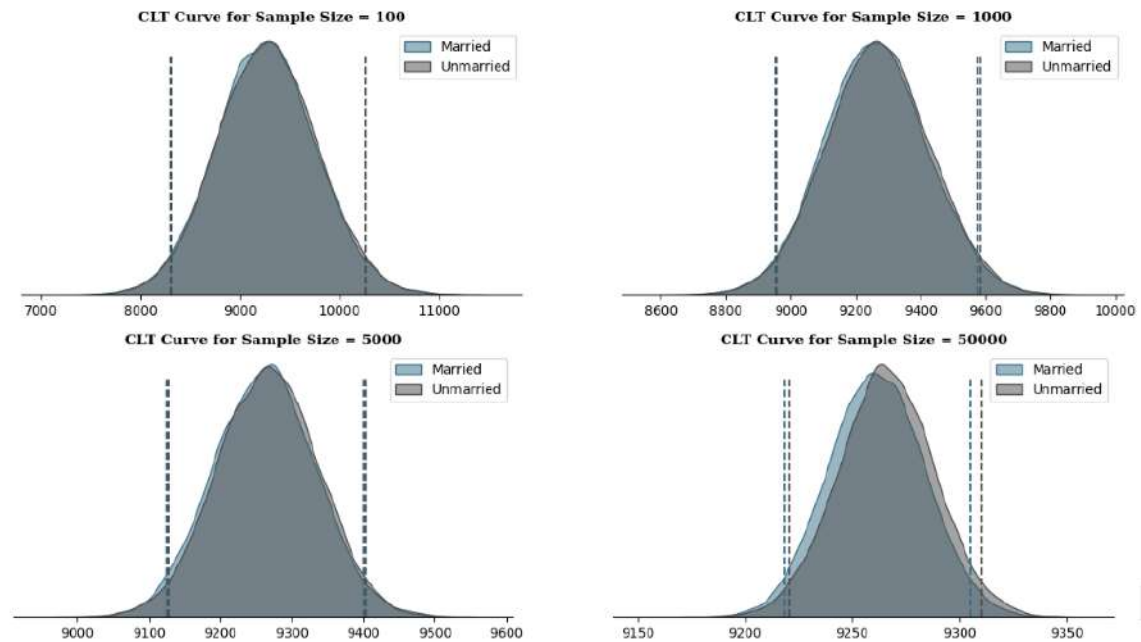 CLT Curve for Sample Size = 100
Married
Unmarried
7000 8000 9000 10000 11000
CLT Curve for Sample Size = 1000
Married
Unmarried
8600 8800 9000 9200 9400 9600 9800 10000
CLT Curve for Sample Size = 5000
Married
Unmarried
9000 9100 9200 9300 9400 9500 9600
CLT Curve for Sample Size = 50000
Married
Unmarried
9150 9200 9250 9300 9350